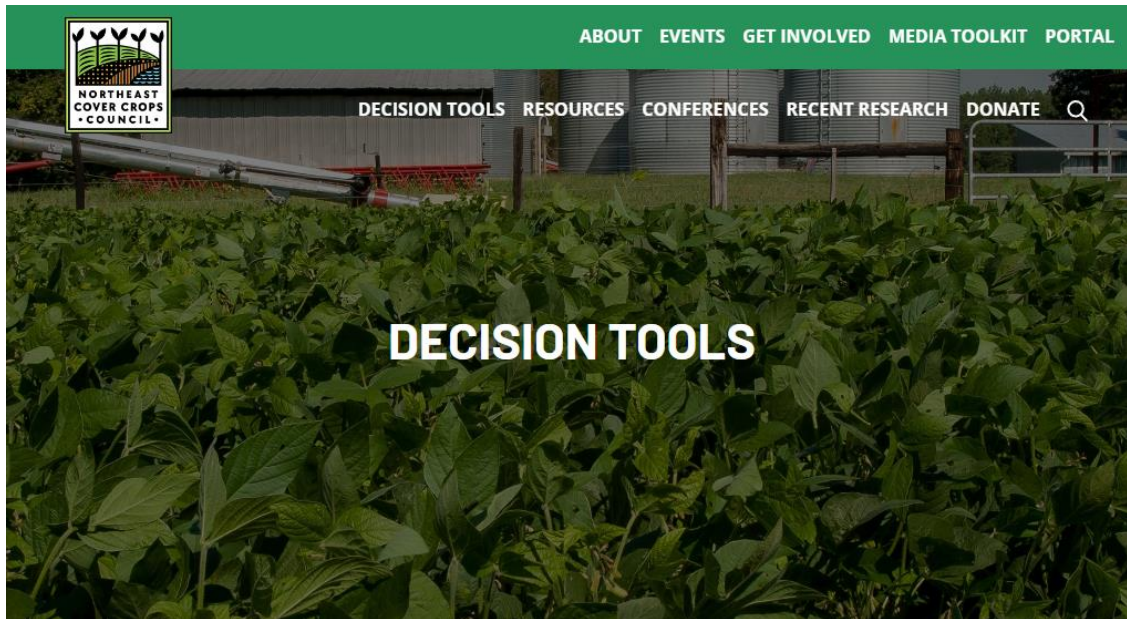 ABOUT EVENTS GET INVOLVED MEDIA TOOLKIT PORTAL
NORTHEAST
COVER CROPS
•COUNCIL•
DECISION TOOLS RESOURCES CONFERENCES RECENT RESEARCH DONATE
DECISION TOOLS